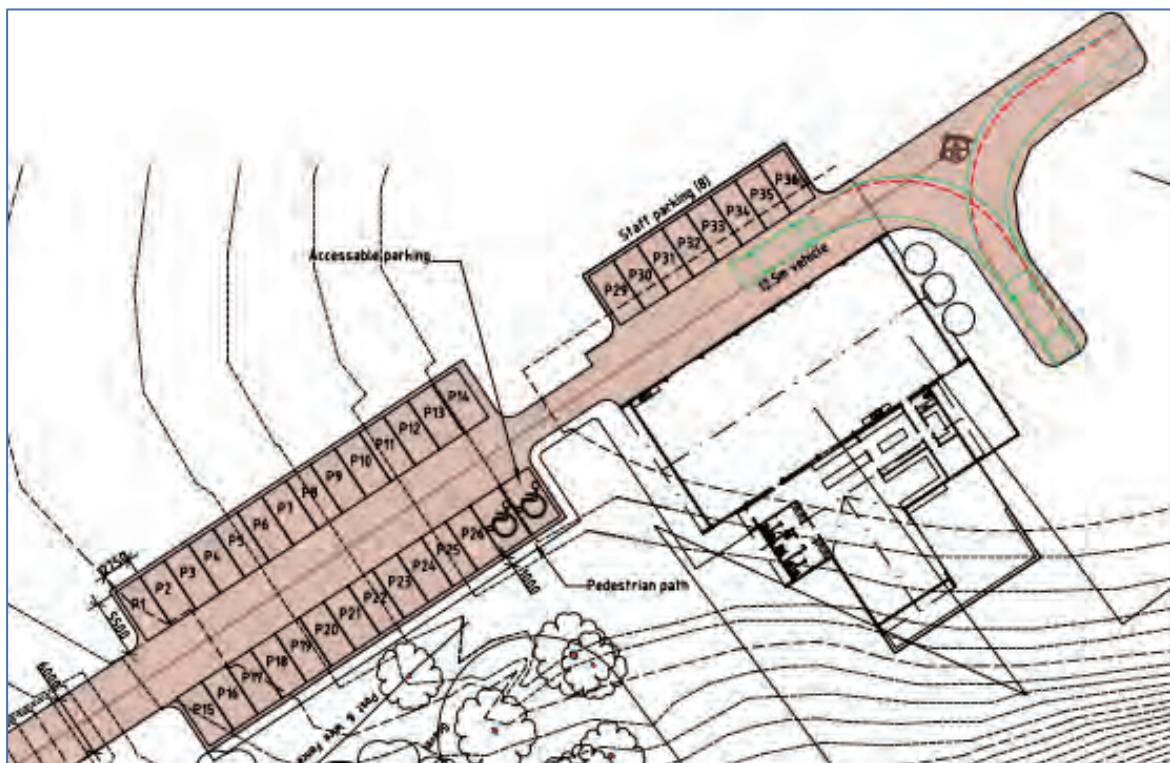 Staff parking (8)
P29
P30
P31
P32
P33
P34
P35
P36
12.5m vehicle
Accessable parking
P1
P2
P3
P4
P5
P6
P7
P8
P9
P10
P11
P12
P13
P14
5500
6000
P15
P16
P17
P18
P19
P20
P21
P22
P23
P24
P25
P26
Pedestrian path
Post & wire